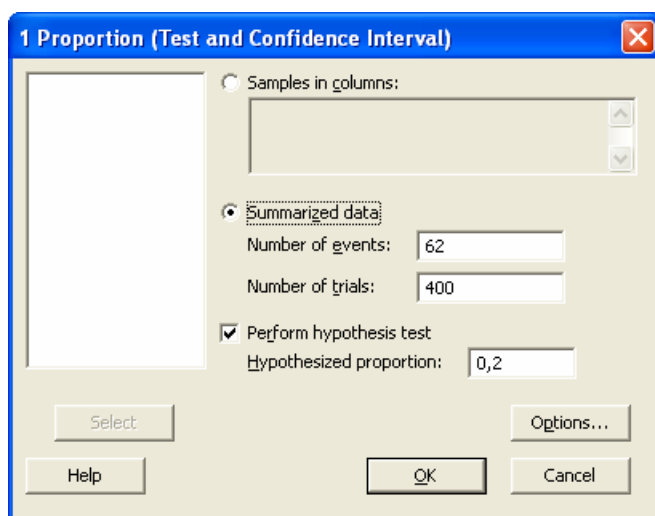 1 Proportion (Test and Confidence Interval)
Samples in columns:
Summarized data
Number of events: 62
Number of trials: 400
Perform hypothesis test
Hypothesized proportion: 0,2
Select
Options...
Help
OK
Cancel